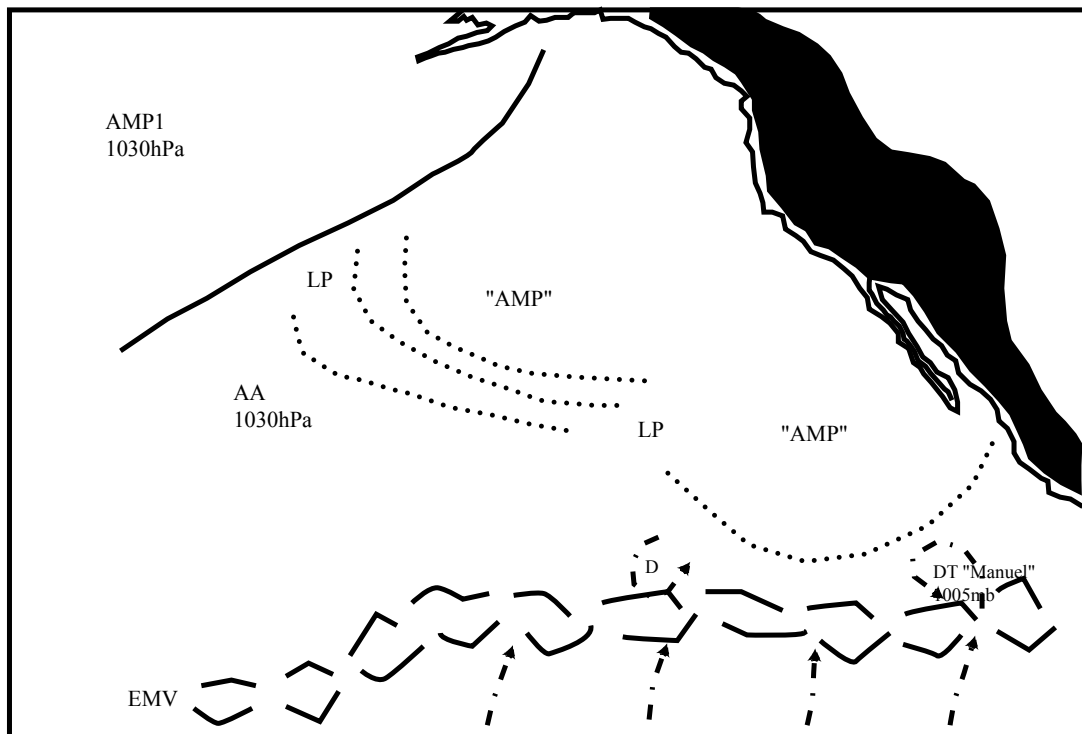 AMP1
1030hPa
LP
"AMP"
AA
1030hPa
LP
"AMP"
D
DT "Manuel"
1005mb
EMV